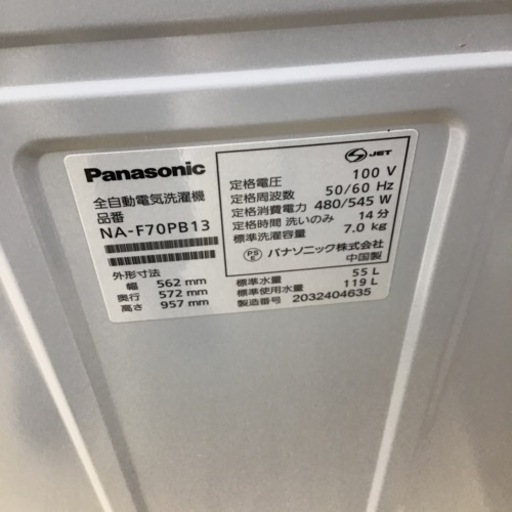 Panasonic
全自動電気洗濯機
品番
NA-F70PB13
外形寸法
幅 562 mm
奥行 572 mm
高さ 957 mm
JET
定格電圧 100 V
定格周波数 50/60 Hz
定格消費電力 480/545 W
定格時間 洗いのみ 14 分
標準洗濯容量 7.0 kg
PS E パナソニック株式会社
中国製
標準水量 55 L
標準使用水量 119 L
製造番号 2032404635